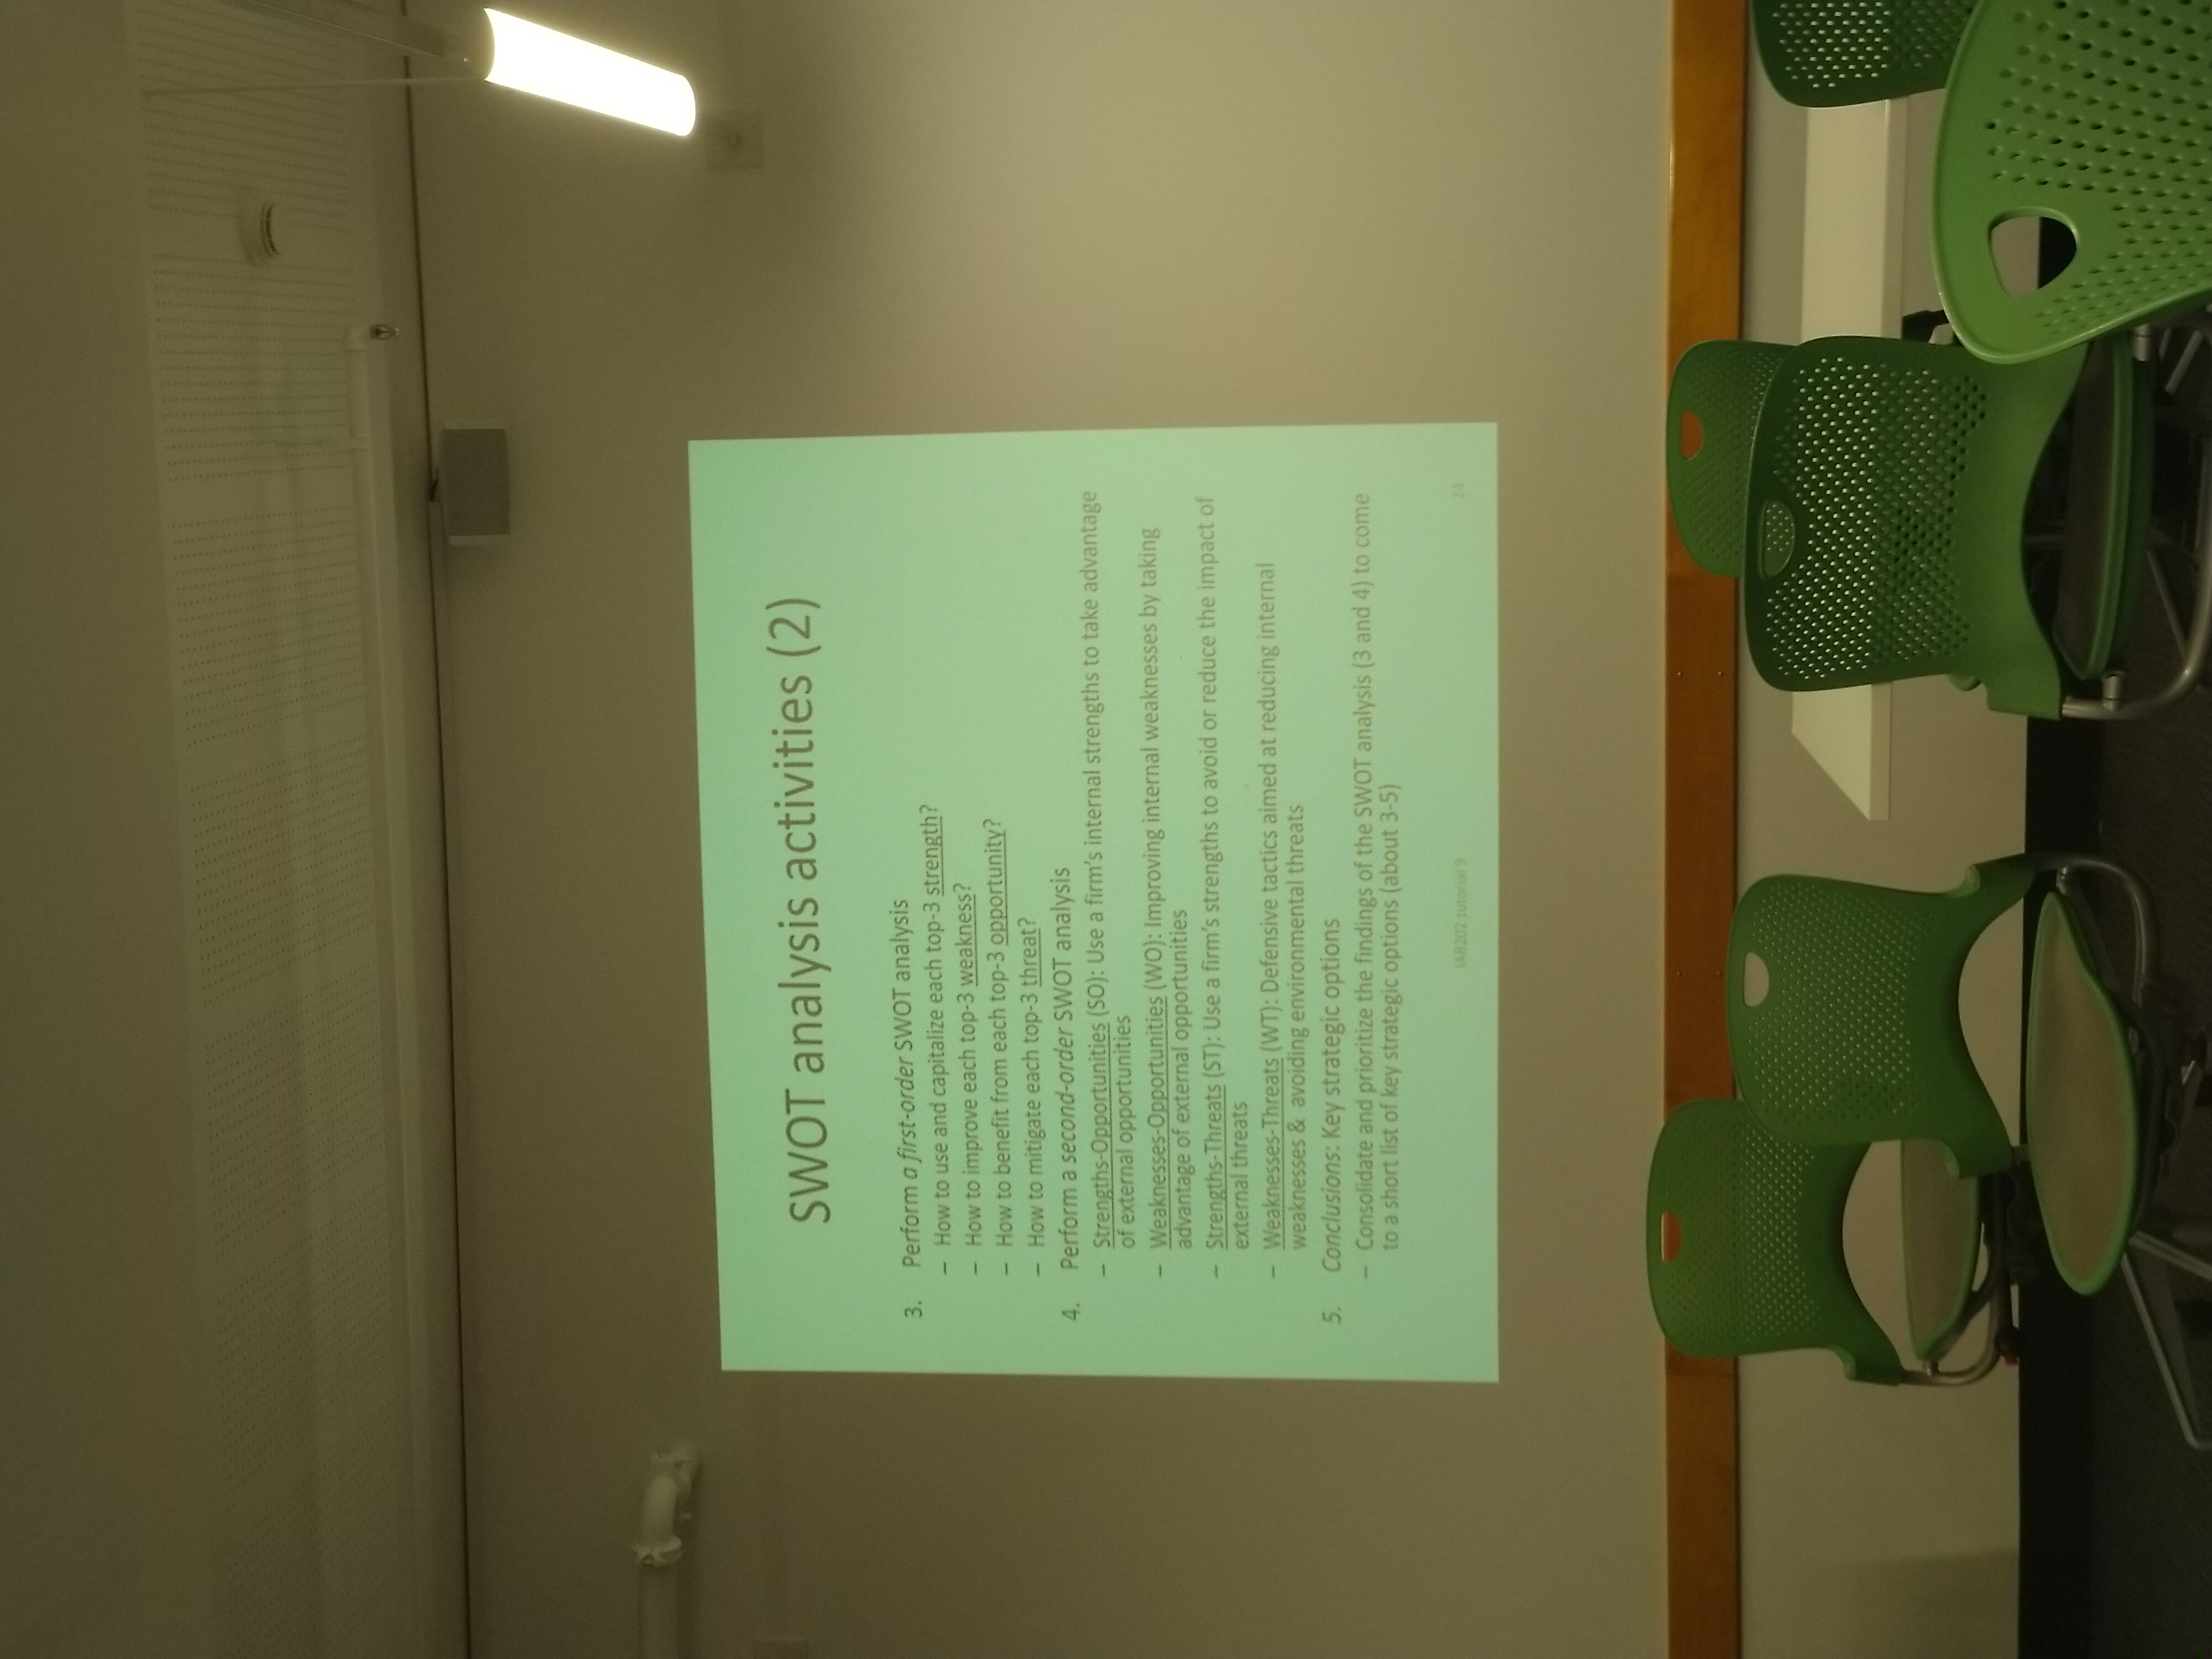 SWOT analysis activities (2)
3. Perform a first-order SWOT analysis
– How to use and capitalize each top-3 strength?
– How to improve each top-3 weakness?
– How to benefit from each top-3 opportunity?
– How to mitigate each top-3 threat?
4. Perform a second-order SWOT analysis
– Strengths-Opportunities (SO): Use a firm's internal strengths to take advantage
of external opportunities
– Weaknesses-Opportunities (WO): Improving internal weaknesses by taking
advantage of external opportunities
– Strengths-Threats (ST): Use a firm's strengths to avoid or reduce the impact of
external threats
– Weaknesses-Threats (WT): Defensive tactics aimed at reducing internal
weaknesses & avoiding environmental threats
5. Conclusions: Key strategic options
– Consolidate and prioritize the findings of the SWOT analysis (3 and 4) to come
to a short list of key strategic options (about 3-5)
IAB202 tutorial 9 24